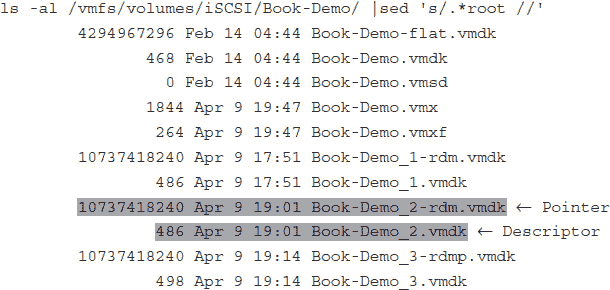 ls -al /vmfs/volumes/iSCSI/Book-Demo/ |sed 's/.*root //'
4294967296 Feb 14 04:44 Book-Demo-flat.vmdk
468 Feb 14 04:44 Book-Demo.vmdk
0 Feb 14 04:44 Book-Demo.vmsd
1844 Apr 9 19:47 Book-Demo.vmx
264 Apr 9 19:47 Book-Demo.vmxf
10737418240 Apr 9 17:51 Book-Demo_1-rdm.vmdk
486 Apr 9 17:51 Book-Demo_1.vmdk
10737418240 Apr 9 19:01 Book-Demo_2-rdm.vmdk ← Pointer
486 Apr 9 19:01 Book-Demo_2.vmdk ← Descriptor
10737418240 Apr 9 19:14 Book-Demo_3-rdmp.vmdk
498 Apr 9 19:14 Book-Demo_3.vmdk